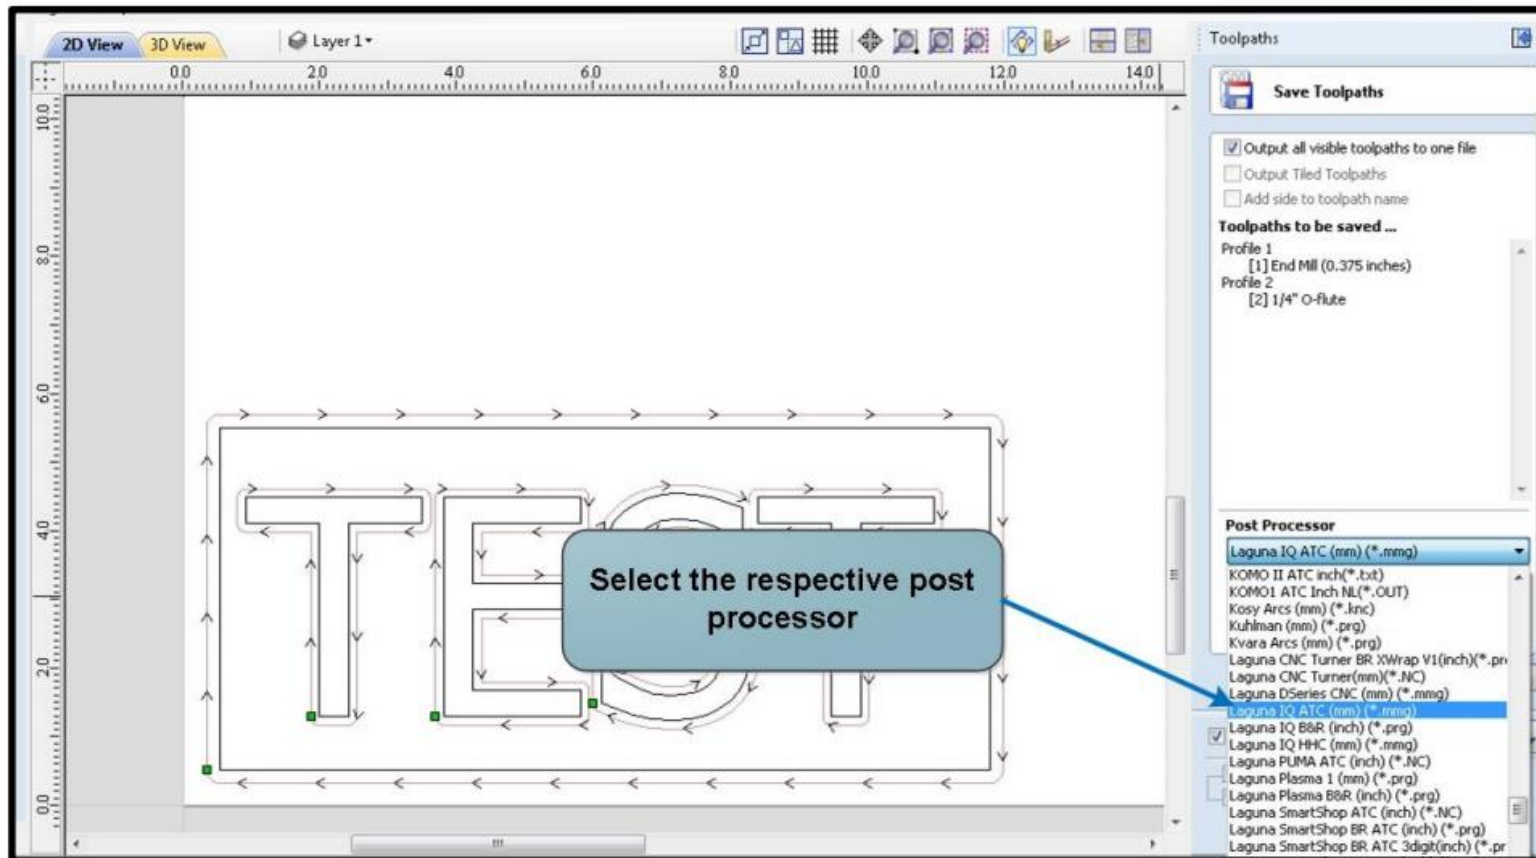 2D View 3D View Layer 1 Toolpaths
0.0 2.0 4.0 6.0 8.0 10.0 12.0 14.0
10.0
8.0
6.0
4.0
2.0
0.0
TEST
Select the respective post
processor
Save Toolpaths
Output all visible toolpaths to one file
Output Tiled Toolpaths
Add side to toolpath name
Toolpaths to be saved ...
Profile 1
[1] End Mill (0.375 inches)
Profile 2
[2] 1/4" O-flute
Post Processor
Laguna IQ ATC (mm) (*.mmg)
KOMO II ATC inch(*.txt)
KOMO1 ATC Inch NL(*.OUT)
Kosy Arcs (mm) (*.knc)
Kuhlman (mm) (*.prg)
Kvara Arcs (mm) (*.prg)
Laguna CNC Turner BR XWrap V1(inch)(*.pr
Laguna CNC Turner(mm)(*.NC)
Laguna DSeries CNC (mm) (*.mmg)
Laguna IQ ATC (mm) (*.mmg)
Laguna IQ B&R (inch) (*.prg)
Laguna IQ HHC (mm) (*.mmg)
Laguna PUMA ATC (inch) (*.NC)
Laguna Plasma 1 (mm) (*.prg)
Laguna Plasma B&R (inch) (*.prg)
Laguna SmartShop ATC (inch) (*.NC)
Laguna SmartShop BR ATC (inch) (*.prg)
Laguna SmartShop BR ATC 3digit(inch) (*.pr